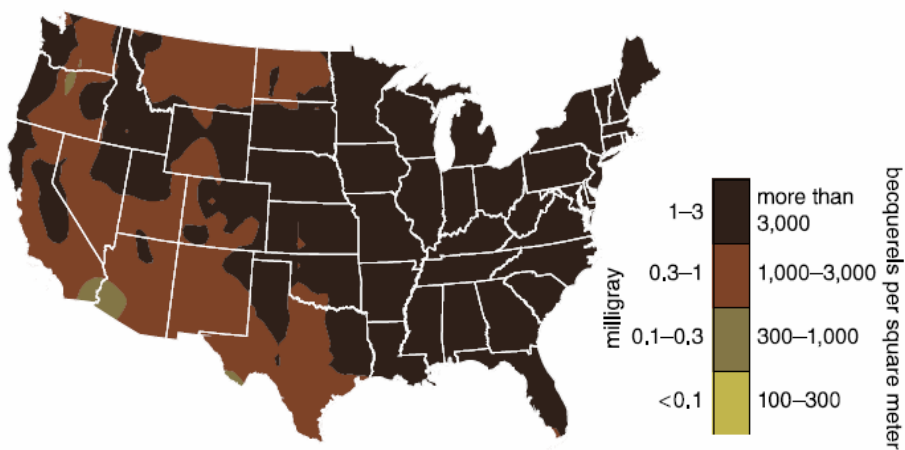 1–3
more than
3,000
0.3–1
1,000–3,000
0.1–0.3
300–1,000
<0.1
100–300
milligray
becquerels per square meter